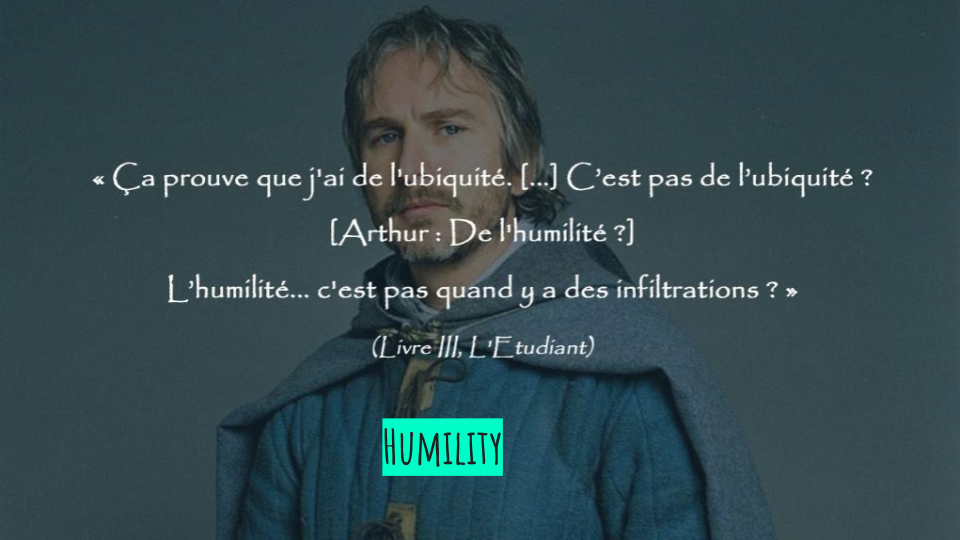 « Ça prouve que j'ai de l'ubiquité. [...] C’est pas de l’ubiquité ?
[Arthur : De l'humilité ?]
L’humilité... c'est pas quand y a des infiltrations ? »
(Livre III, L'Etudiant)
Humility